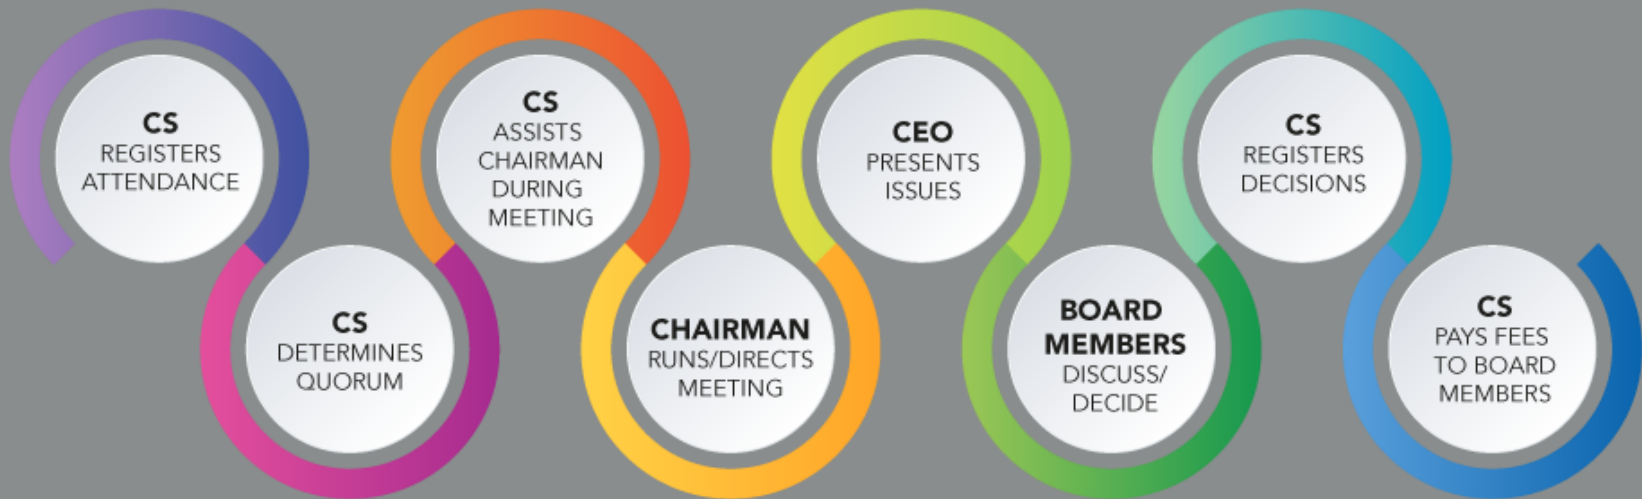 CS
REGISTERS
ATTENDANCE
CS
DETERMINES
QUORUM
CS
ASSISTS
CHAIRMAN
DURING
MEETING
CHAIRMAN
RUNS/DIRECTS
MEETING
CEO
PRESENTS
ISSUES
BOARD
MEMBERS
DISCUSS/
DECIDE
CS
REGISTERS
DECISIONS
CS
PAYS FEES
TO BOARD
MEMBERS